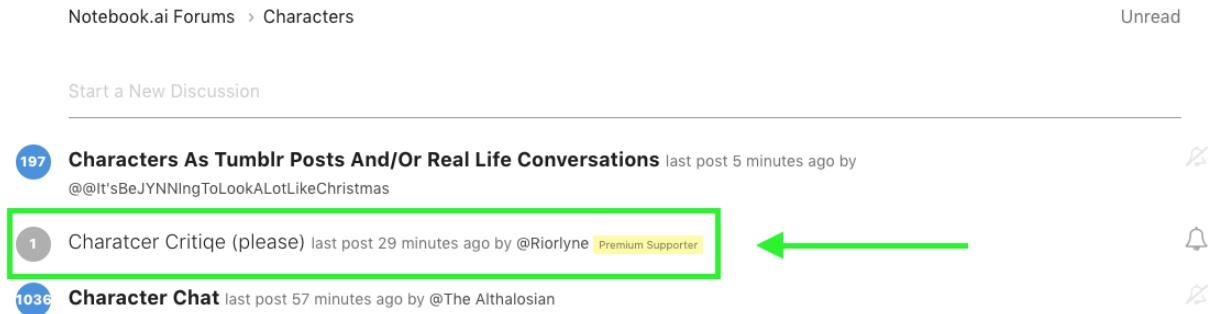 Notebook.ai Forums › Characters Unread
Start a New Discussion
197 Characters As Tumblr Posts And/Or Real Life Conversations last post 5 minutes ago by
@@It'sBeJYNNIngToLookALotLikeChristmas
1 Charatcer Critiqe (please) last post 29 minutes ago by @Riorlyne Premium Supporter
1036 Character Chat last post 57 minutes ago by @The Althalosian